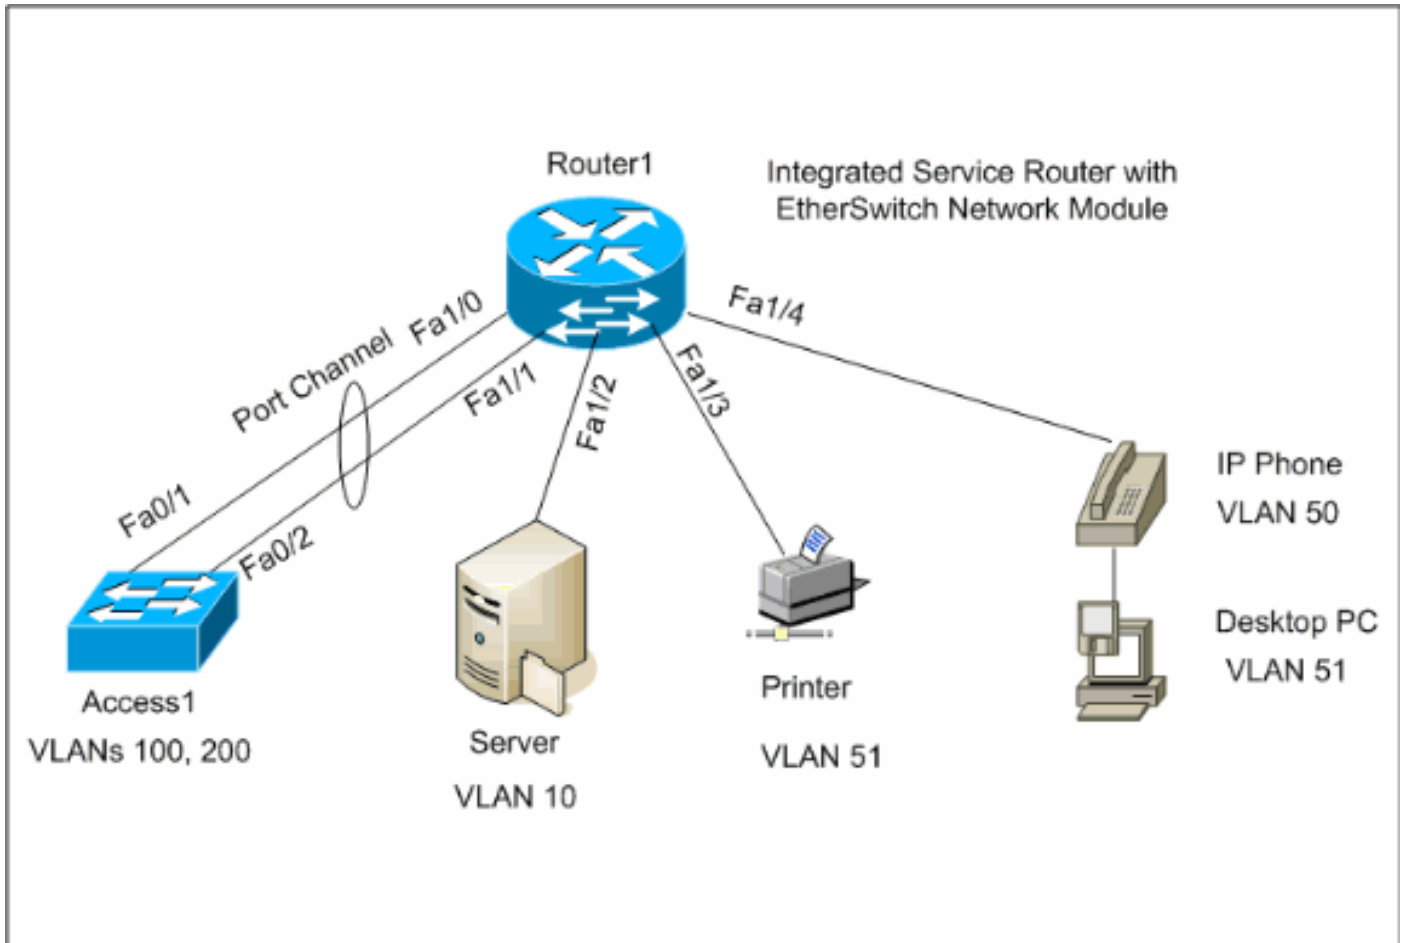 Router1
Integrated Service Router with
EtherSwitch Network Module
Port Channel
Fa1/0
Fa1/1
Fa1/2
Fa1/3
Fa1/4
Fa0/1
Fa0/2
IP Phone
VLAN 50
Desktop PC
VLAN 51
Access1
VLANs 100, 200
Server
VLAN 10
Printer
VLAN 51